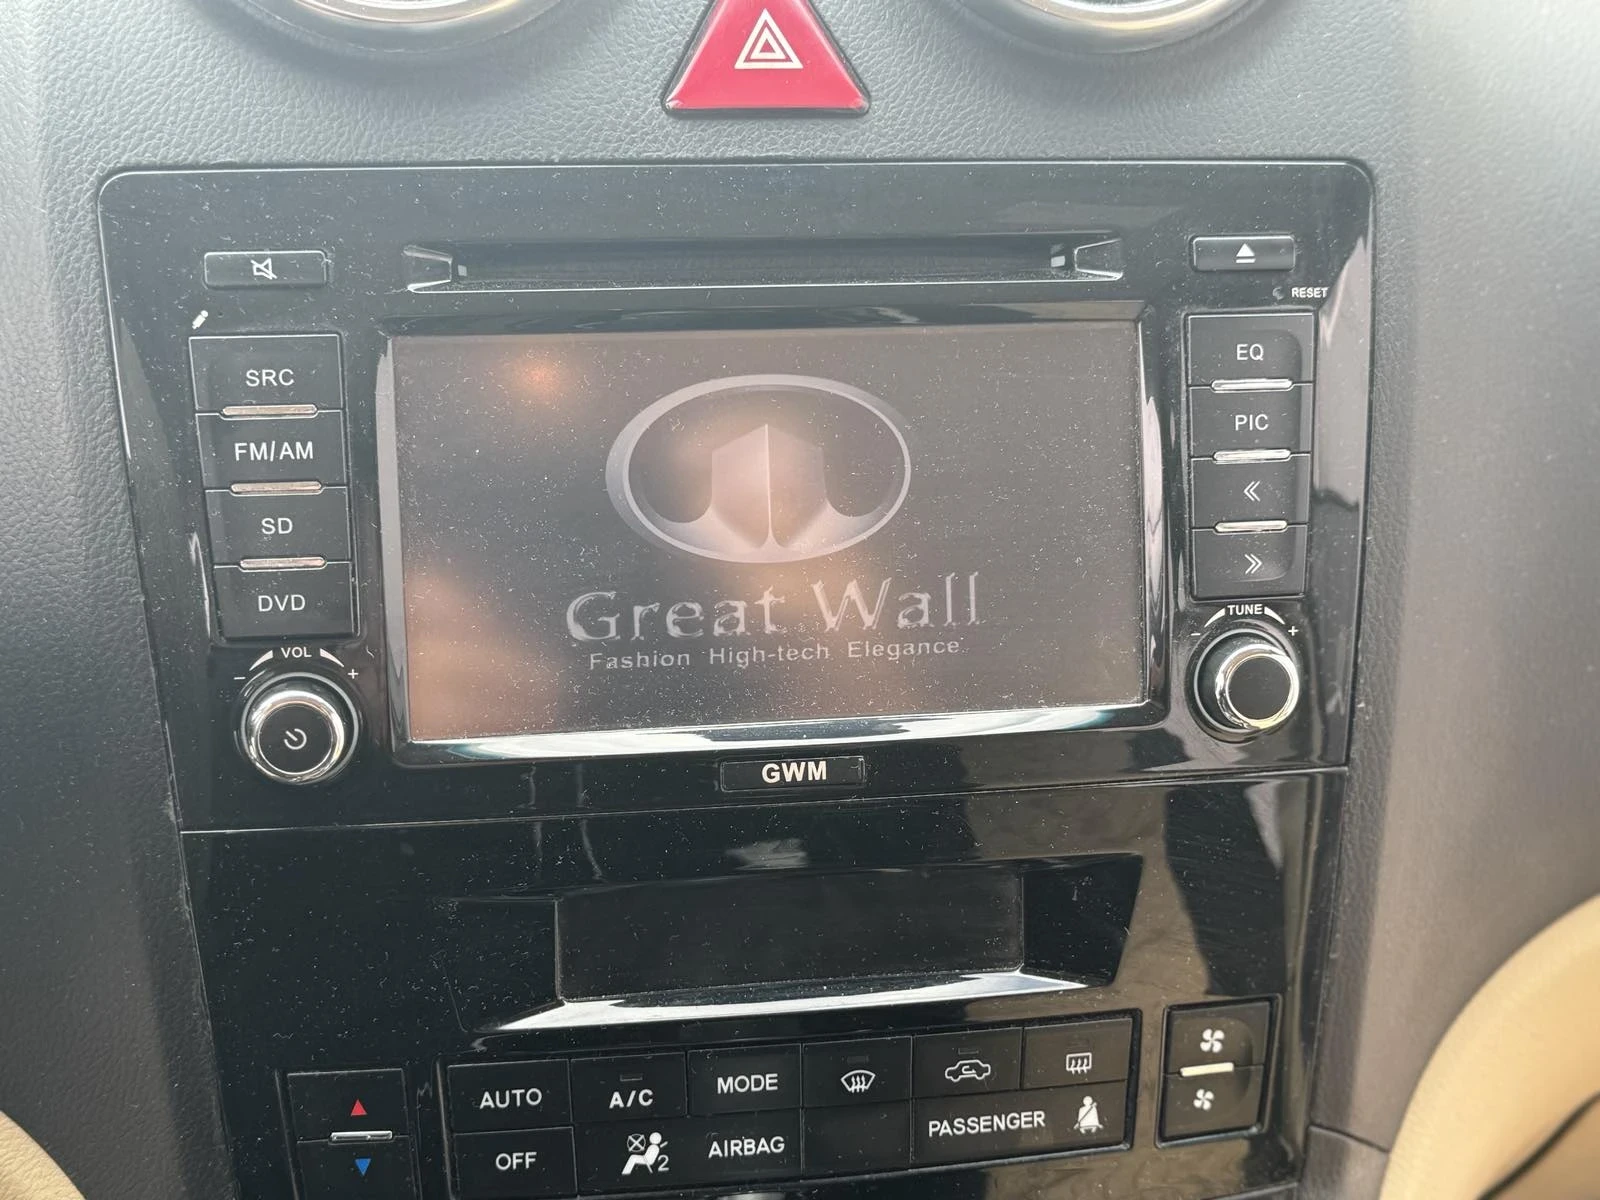 RESET
SRC
EQ
FM/AM
PIC
SD
DVD
TUNE
- +
VOL
- +
Great Wall
Fashion High-tech Elegance
GWM
AUTO
A/C
MODE
OFF
2
AIRBAG
PASSENGER